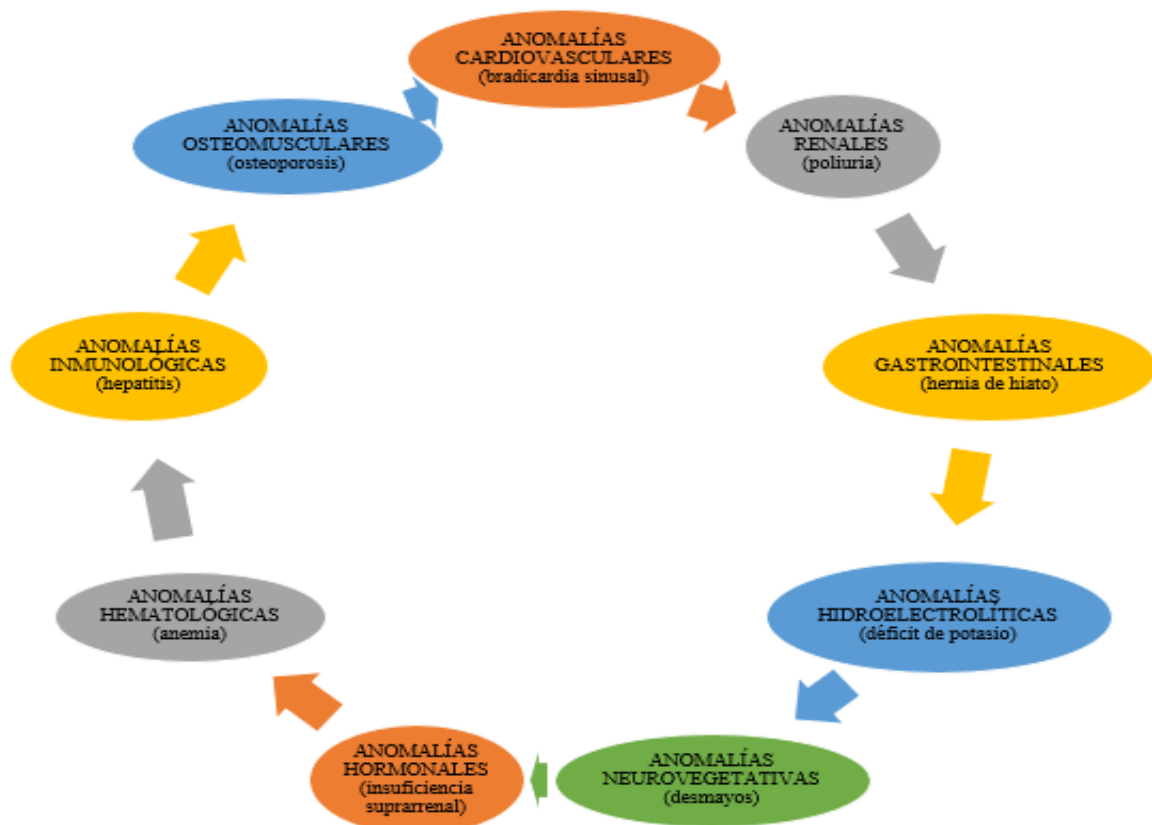 ANOMALÍAS
CARDIOVASCULARES
(bradicardia sinusal)
ANOMALÍAS
RENALES
(poliuria)
ANOMALÍAS
GASTROINTESTINALES
(hernia de hiato)
ANOMALÍAS
HIDROELECTROLÍTICAS
(déficit de potasio)
ANOMALÍAS
NEUROVEGETATIVAS
(desmayos)
ANOMALÍAS
HORMONALES
(insuficiencia
suprarrenal)
ANOMALÍAS
HEMATOLÓGICAS
(anemia)
ANOMALÍAS
INMUNOLÓGICAS
(hepatitis)
ANOMALÍAS
OSTEOMUSCULARES
(osteoporosis)